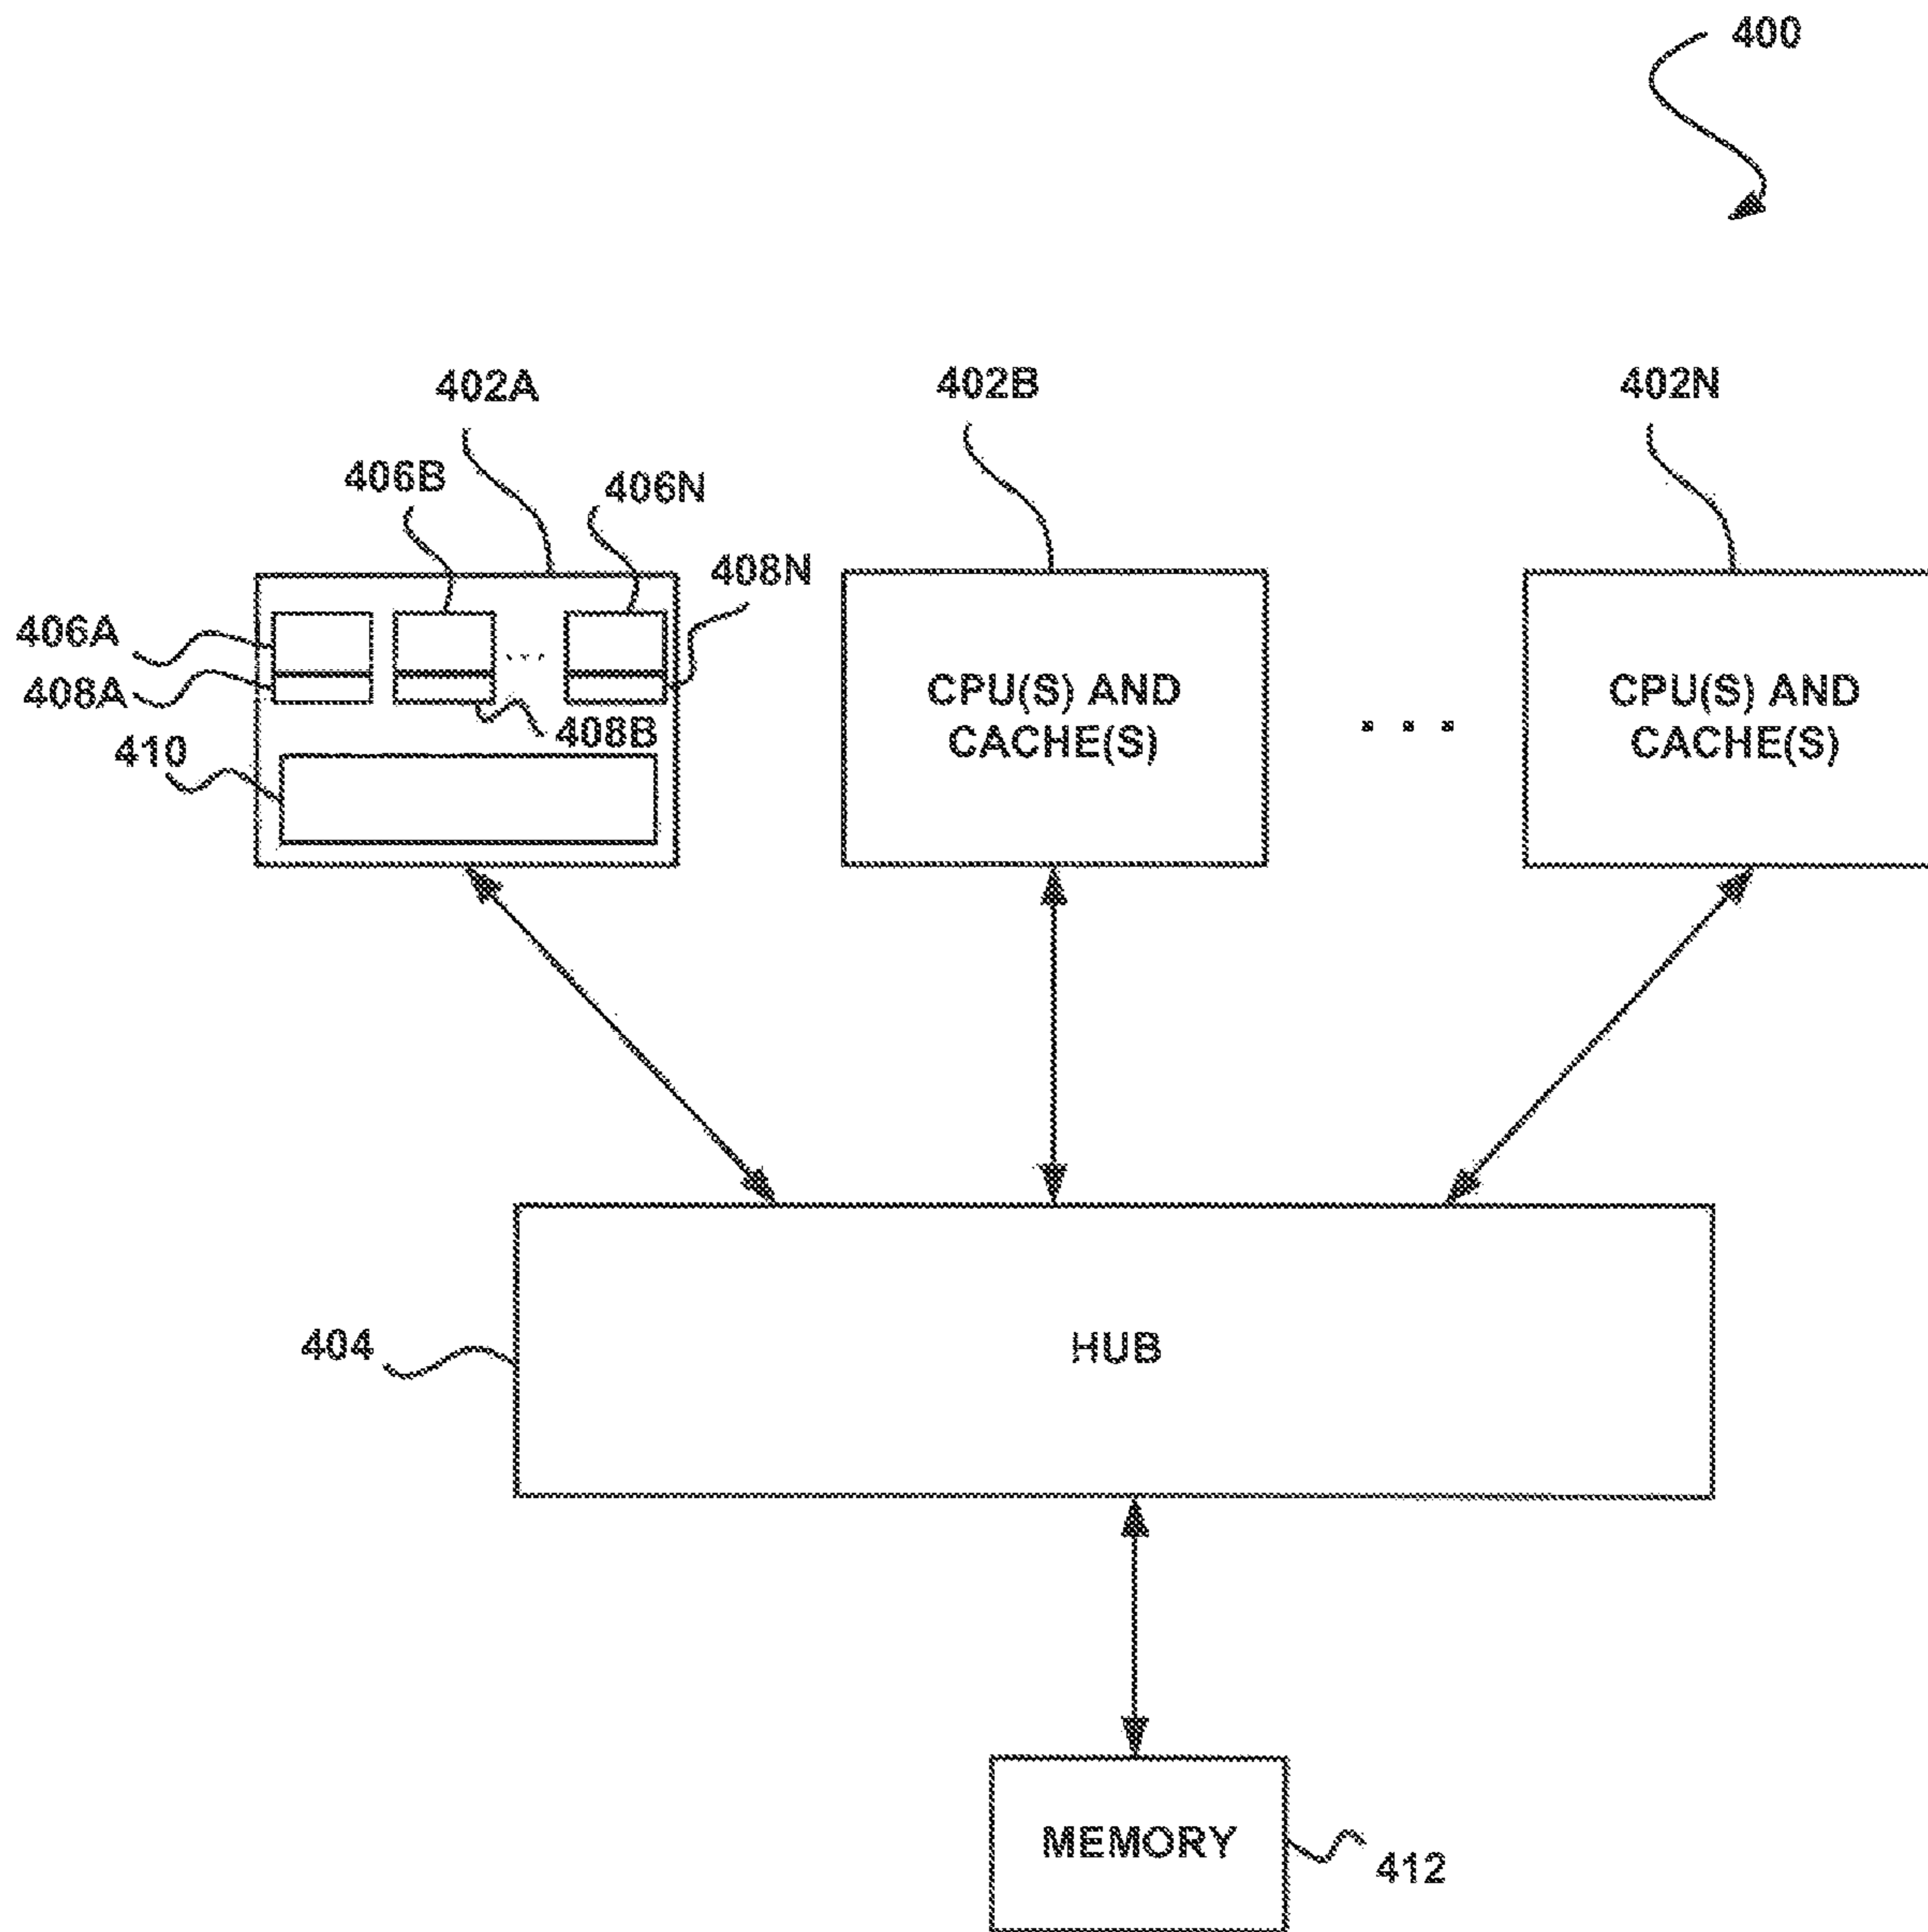 400
402A
402B
402N
406B
406N
408N
406A
408A
408B
410
CPU(S) AND
CACHE(S)
. . .
CPU(S) AND
CACHE(S)
404
HUB
MEMORY
412